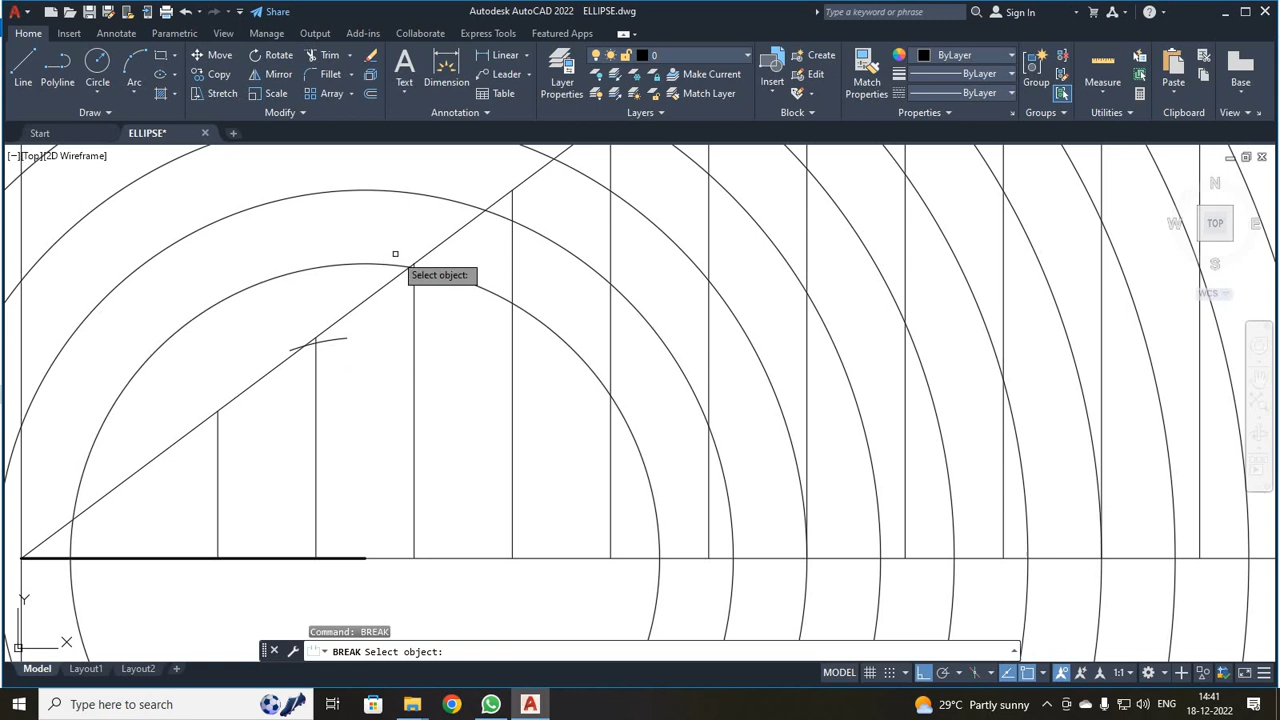 Share
Autodesk AutoCAD 2022 ELLIPSE.dwg
Type a keyword or phrase
Sign In
Home Insert Annotate Parametric View Manage Output Add-ins Collaborate Express Tools Featured Apps
Line Polyline Circle Arc
Move Rotate Trim
Copy Mirror Fillet
Stretch Scale Array
Text Dimension
Linear
Leader
Table
Layer Properties
0
Make Current
Match Layer
Insert
Create
Edit
Match Properties
ByLayer
ByLayer
ByLayer
Group
Measure
Paste
Base
Draw Modify Annotation Layers Block Properties Groups Utilities Clipboard View
Start ELLIPSE*
[−][Top][2D Wireframe]
N
W TOP E
S
WCS
Select object:
Y
X
Command: BREAK
BREAK Select object:
Model Layout1 Layout2 +
MODEL 1:1
Type here to search
29°C Partly sunny
ENG
14:41
18-12-2022